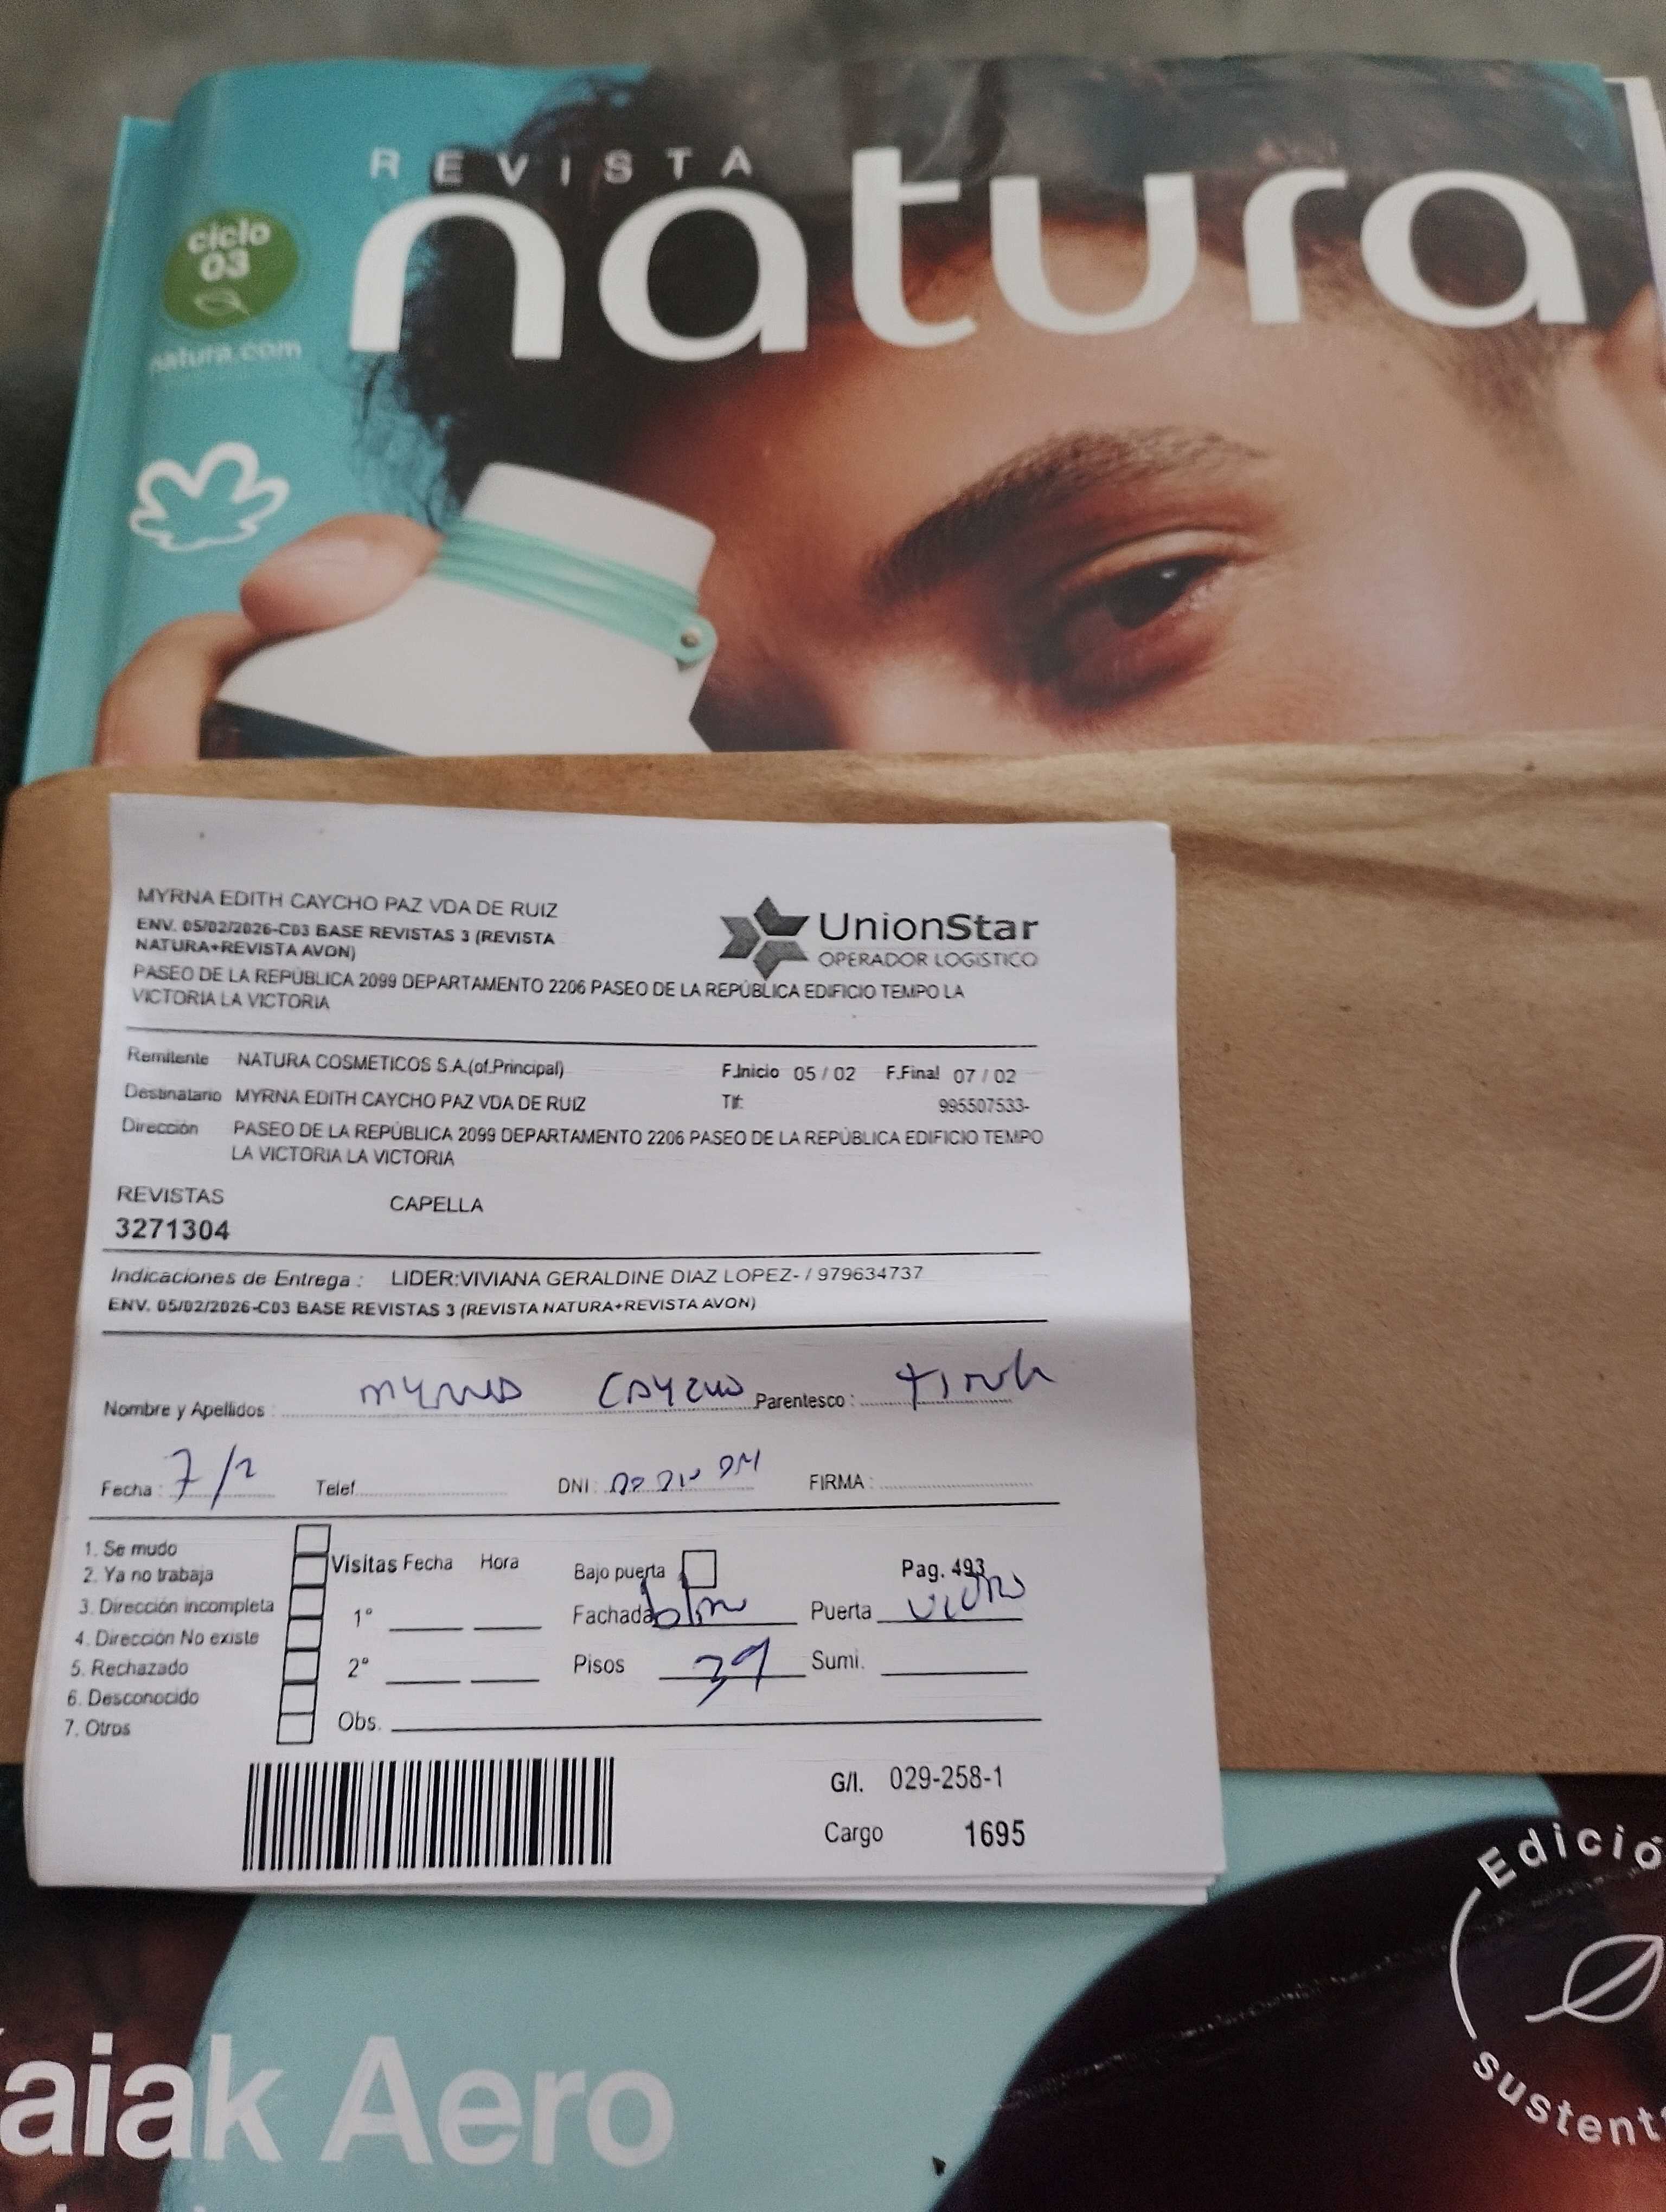 REVISTA
natura
ciclo
03
natura.com
MYRNA EDITH CAYCHO PAZ VDA DE RUIZ
ENV. 05/02/2026-C03 BASE REVISTAS 3 (REVISTA
NATURA+REVISTA AVON)
UnionStar
OPERADOR LOGÍSTICO
PASEO DE LA REPÚBLICA 2099 DEPARTAMENTO 2206 PASEO DE LA REPÚBLICA EDIFICIO TEMPO LA
VICTORIA LA VICTORIA
Remitente NATURA COSMETICOS S.A.(of.Principal) F.Inicio 05 / 02 F.Final 07 / 02
Destinatario MYRNA EDITH CAYCHO PAZ VDA DE RUIZ Tlf: 995507533-
Dirección PASEO DE LA REPÚBLICA 2099 DEPARTAMENTO 2206 PASEO DE LA REPÚBLICA EDIFICIO TEMPO
LA VICTORIA LA VICTORIA
REVISTAS CAPELLA
3271304
Indicaciones de Entrega : LIDER:VIVIANA GERALDINE DIAZ LOPEZ- / 979634737
ENV. 05/02/2026-C03 BASE REVISTAS 3 (REVISTA NATURA+REVISTA AVON)
Nombre y Apellidos : Myrna Caycho Parentesco :
Fecha : 7/2 Telef. DNI : FIRMA :
1. Se mudo
2. Ya no trabaja Visitas Fecha Hora Bajo puerta Pag. 493
3. Dirección incompleta 1° Fachada Puerta
4. Dirección No existe
5. Rechazado 2° Pisos Sumi.
6. Desconocido
7. Otros Obs.
G/I. 029-258-1
Cargo 1695
Edició
sustent
aiak Aero